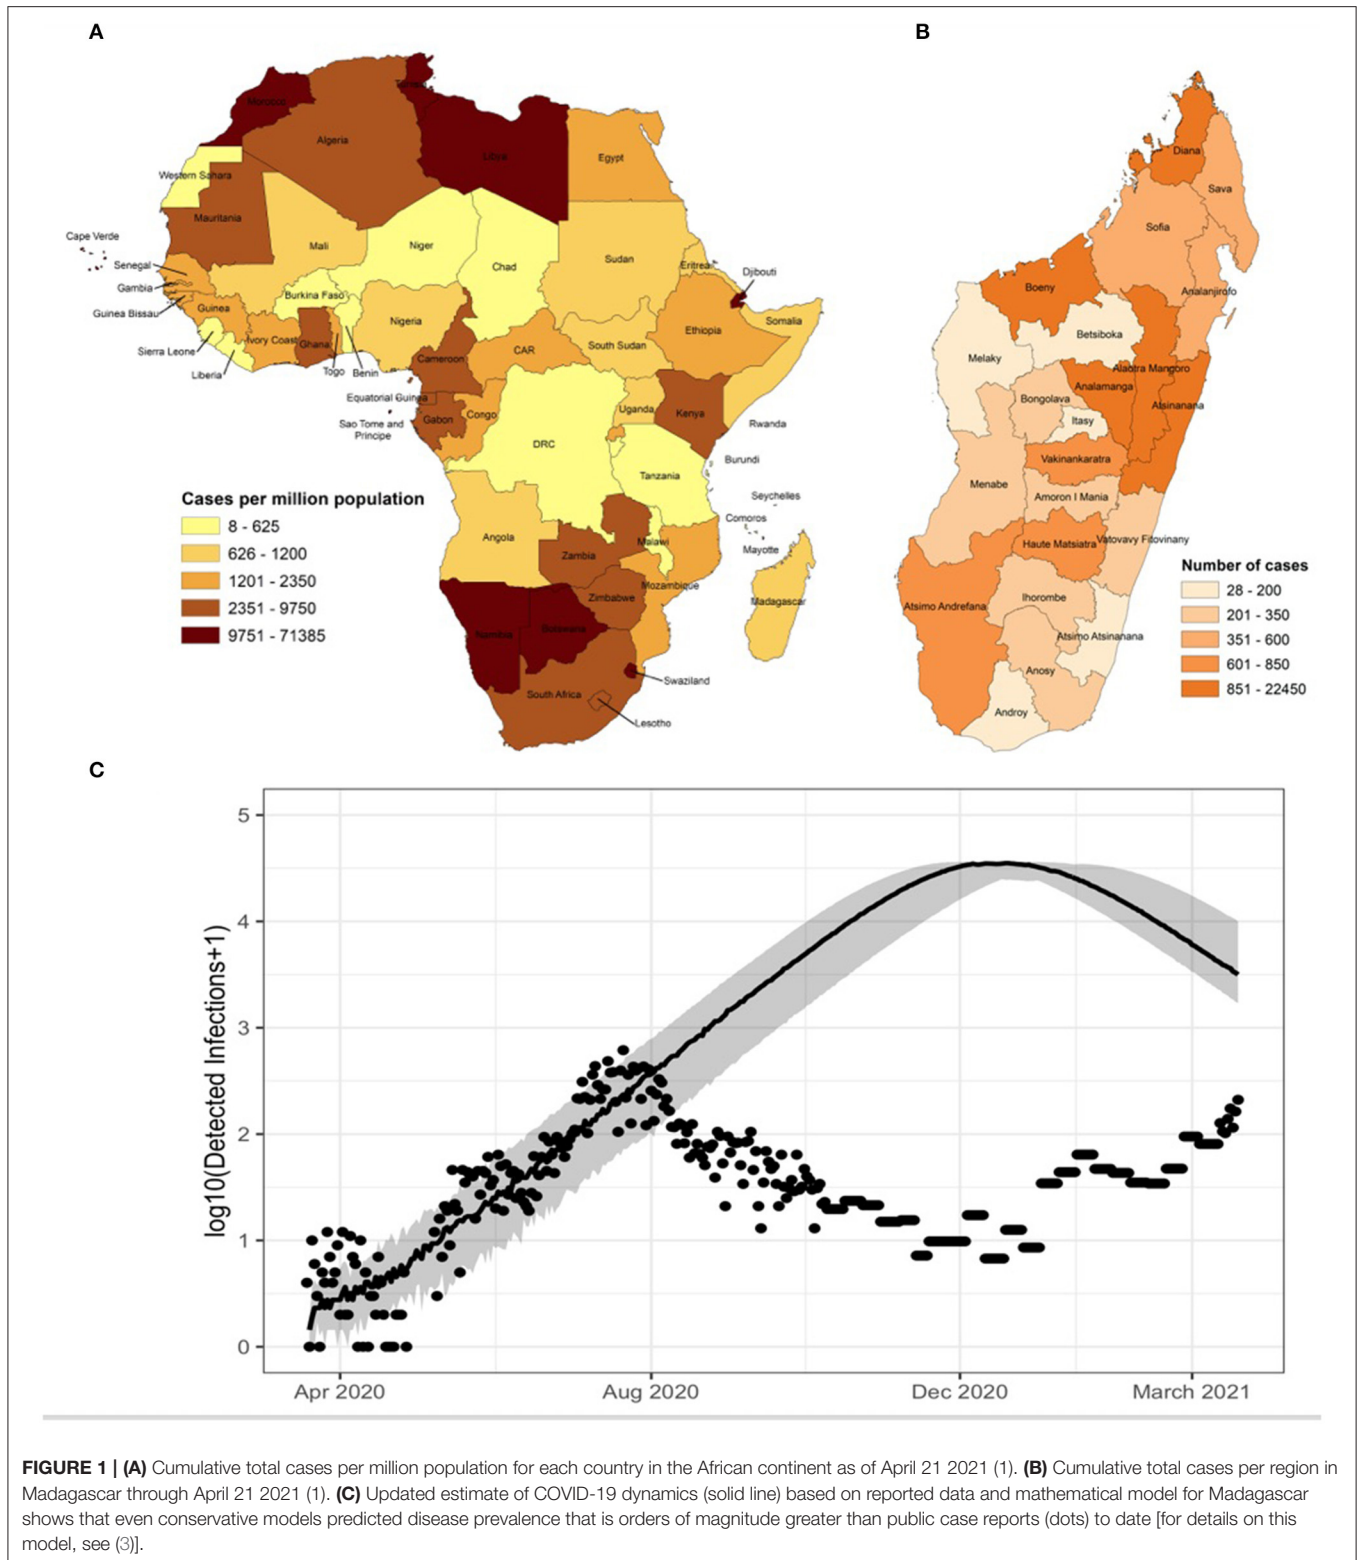 A
B
Morocco
Tunisia
Algeria
Libya
Egypt
Western Sahara
Mauritania
Mali
Niger
Chad
Sudan
Eritrea
Djibouti
Cape Verde
Senegal
Gambia
Guinea Bissau
Guinea
Sierra Leone
Liberia
Burkina Faso
Ivory Coast
Ghana
Togo
Benin
Nigeria
Cameroon
CAR
South Sudan
Ethiopia
Somalia
Equatorial Guinea
Sao Tome and
Principe
Gabon
Congo
DRC
Uganda
Kenya
Rwanda
Burundi
Tanzania
Seychelles
Comoros
Mayotte
Angola
Zambia
Malawi
Mozambique
Zimbabwe
Madagascar
Namibia
Botswana
South Africa
Swaziland
Lesotho
Cases per million population
8 - 625
626 - 1200
1201 - 2350
2351 - 9750
9751 - 71385
Diana
Sava
Sofia
Boeny
Analanjirofo
Betsiboka
Melaky
Alaotra Mangoro
Analamanga
Bongolava
Atsinanana
Itasy
Vakinankaratra
Menabe
Amoron I Mania
Haute Matsiatra
Vatovavy Fitovinany
Ihorombe
Atsimo Andrefana
Atsimo Atsinanana
Anosy
Androy
Number of cases
28 - 200
201 - 350
351 - 600
601 - 850
851 - 22450
C
log10(Detected Infections+1)
5
4
3
2
1
0
Apr 2020
Aug 2020
Dec 2020
March 2021
FIGURE 1 | (A) Cumulative total cases per million population for each country in the African continent as of April 21 2021 (1). (B) Cumulative total cases per region in
Madagascar through April 21 2021 (1). (C) Updated estimate of COVID-19 dynamics (solid line) based on reported data and mathematical model for Madagascar
shows that even conservative models predicted disease prevalence that is orders of magnitude greater than public case reports (dots) to date [for details on this
model, see (3)].